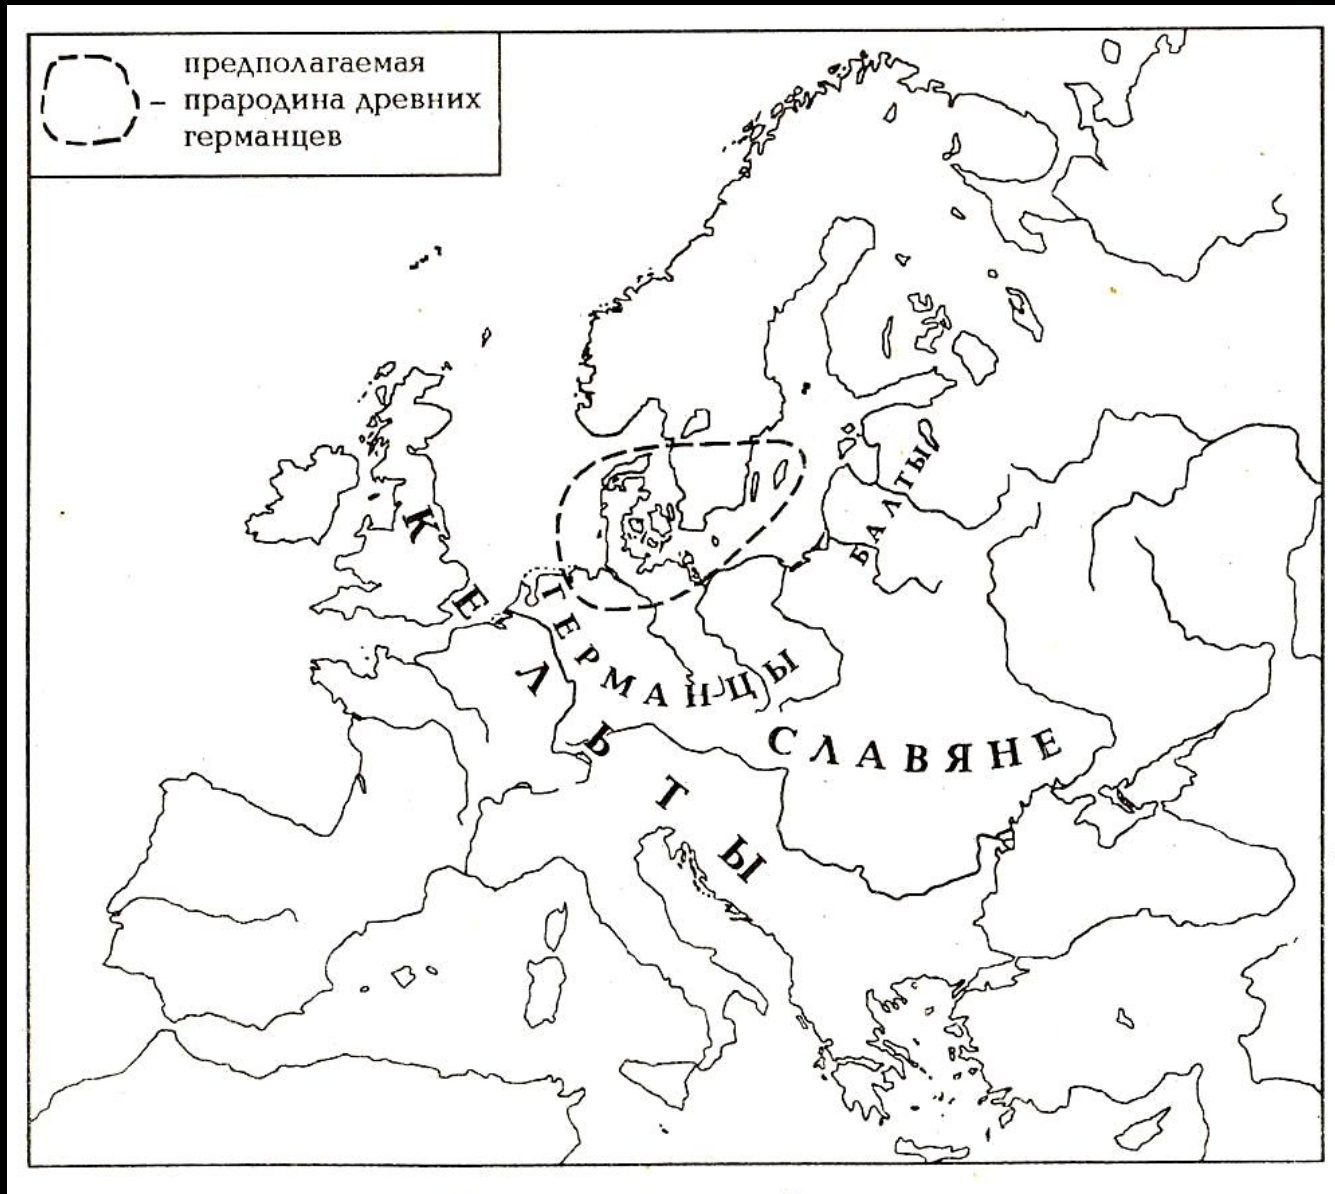 предполагаемая
– прародина древних
германцев
КЕЛЬТЫ
ГЕРМАНЦЫ
БАЛТЫ
СЛАВЯНЕ